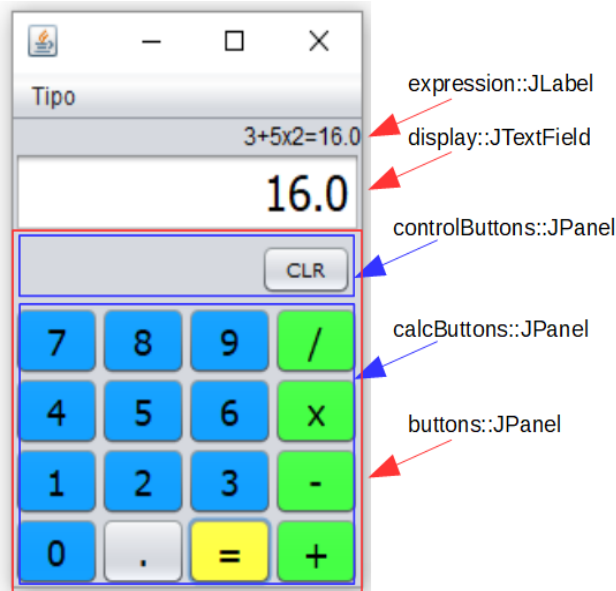 Tipo
expression::JLabel
3+5x2=16.0
display::JTextField
16.0
controlButtons::JPanel
CLR
calcButtons::JPanel
7 8 9 /
4 5 6 x
buttons::JPanel
1 2 3 -
0 . = +